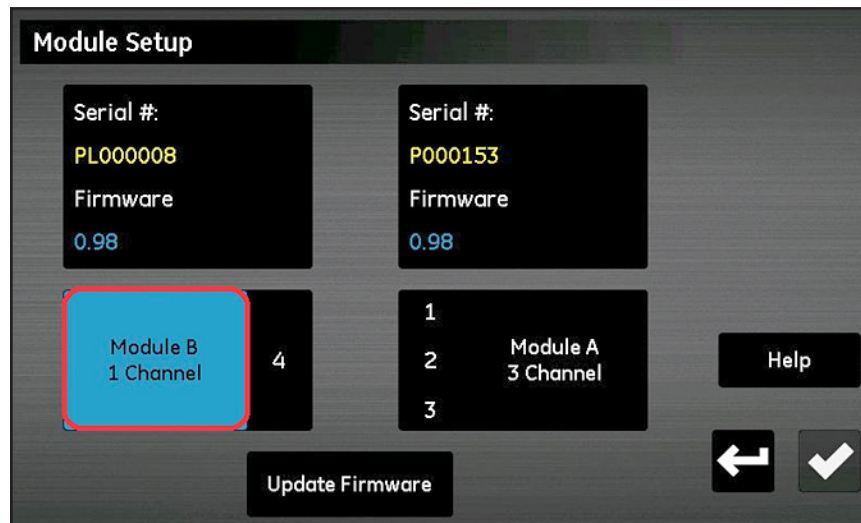 Module Setup
Serial #:
PL000008
Firmware
0.98
Serial #:
P000153
Firmware
0.98
Module B
1 Channel
4
1
2
3
Module A
3 Channel
Help
Update Firmware